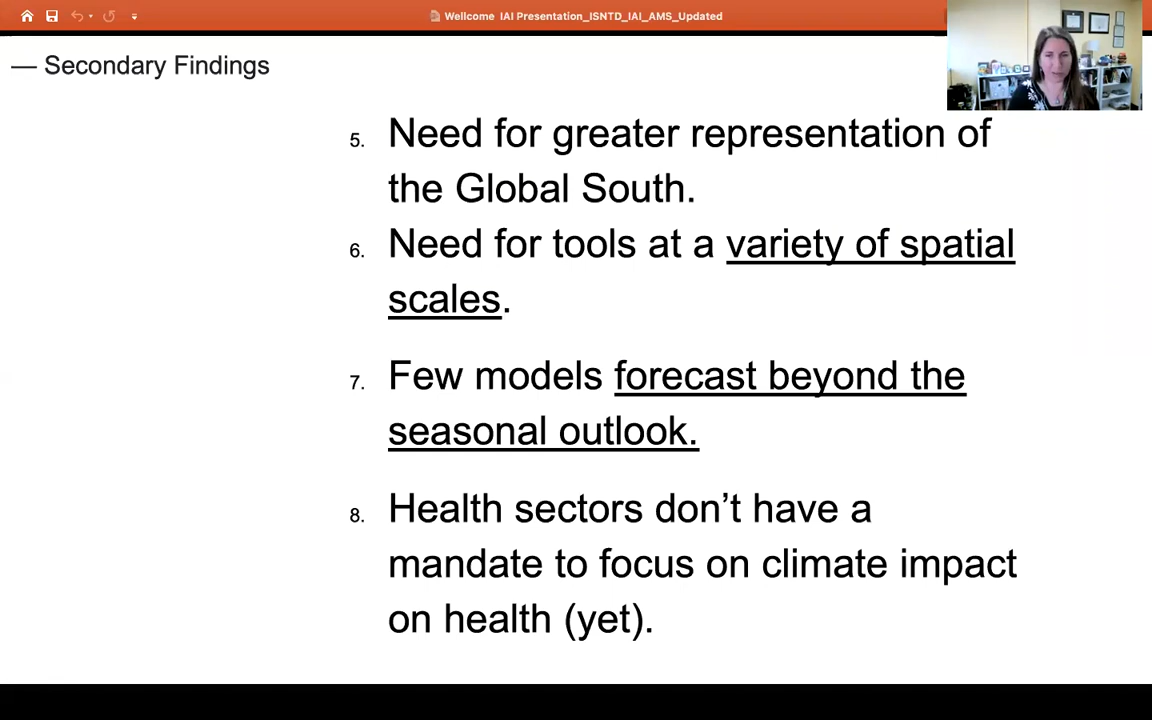 Wellcome IAI Presentation_ISNTD_IAI_AMS_Updated
— Secondary Findings
5. Need for greater representation of
the Global South.
6. Need for tools at a variety of spatial
scales.
7. Few models forecast beyond the
seasonal outlook.
8. Health sectors don’t have a
mandate to focus on climate impact
on health (yet).